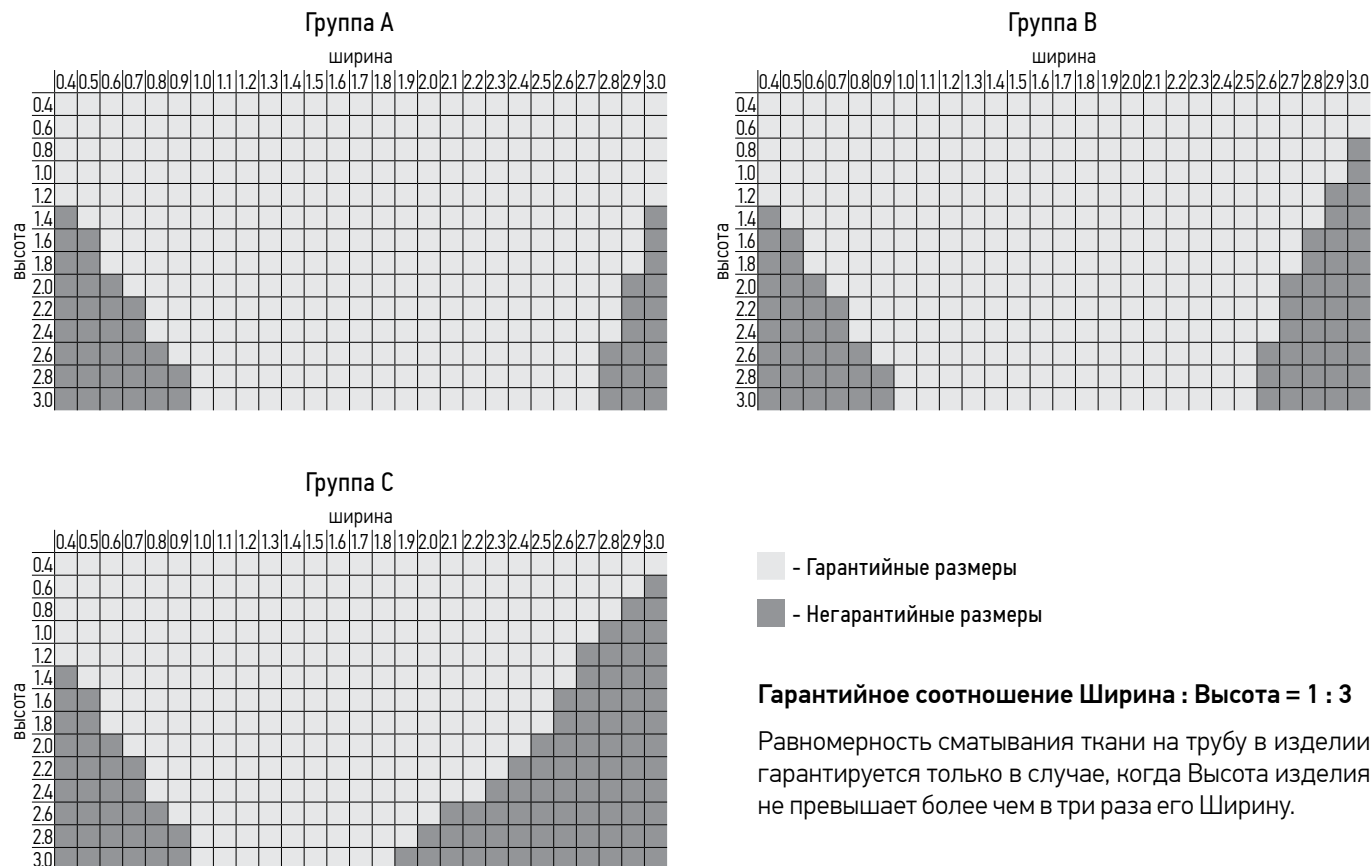 Группа А
ширина
0.4 0.5 0.6 0.7 0.8 0.9 1.0 1.1 1.2 1.3 1.4 1.5 1.6 1.7 1.8 1.9 2.0 2.1 2.2 2.3 2.4 2.5 2.6 2.7 2.8 2.9 3.0
высота
0.4
0.6
0.8
1.0
1.2
1.4
1.6
1.8
2.0
2.2
2.4
2.6
2.8
3.0
Группа В
ширина
0.4 0.5 0.6 0.7 0.8 0.9 1.0 1.1 1.2 1.3 1.4 1.5 1.6 1.7 1.8 1.9 2.0 2.1 2.2 2.3 2.4 2.5 2.6 2.7 2.8 2.9 3.0
высота
0.4
0.6
0.8
1.0
1.2
1.4
1.6
1.8
2.0
2.2
2.4
2.6
2.8
3.0
Группа С
ширина
0.4 0.5 0.6 0.7 0.8 0.9 1.0 1.1 1.2 1.3 1.4 1.5 1.6 1.7 1.8 1.9 2.0 2.1 2.2 2.3 2.4 2.5 2.6 2.7 2.8 2.9 3.0
высота
0.4
0.6
0.8
1.0
1.2
1.4
1.6
1.8
2.0
2.2
2.4
2.6
2.8
3.0
- Гарантийные размеры
- Негарантийные размеры
Гарантийное соотношение Ширина : Высота = 1 : 3
Равномерность сматывания ткани на трубу в изделии
гарантируется только в случае, когда Высота изделия
не превышает более чем в три раза его Ширину.